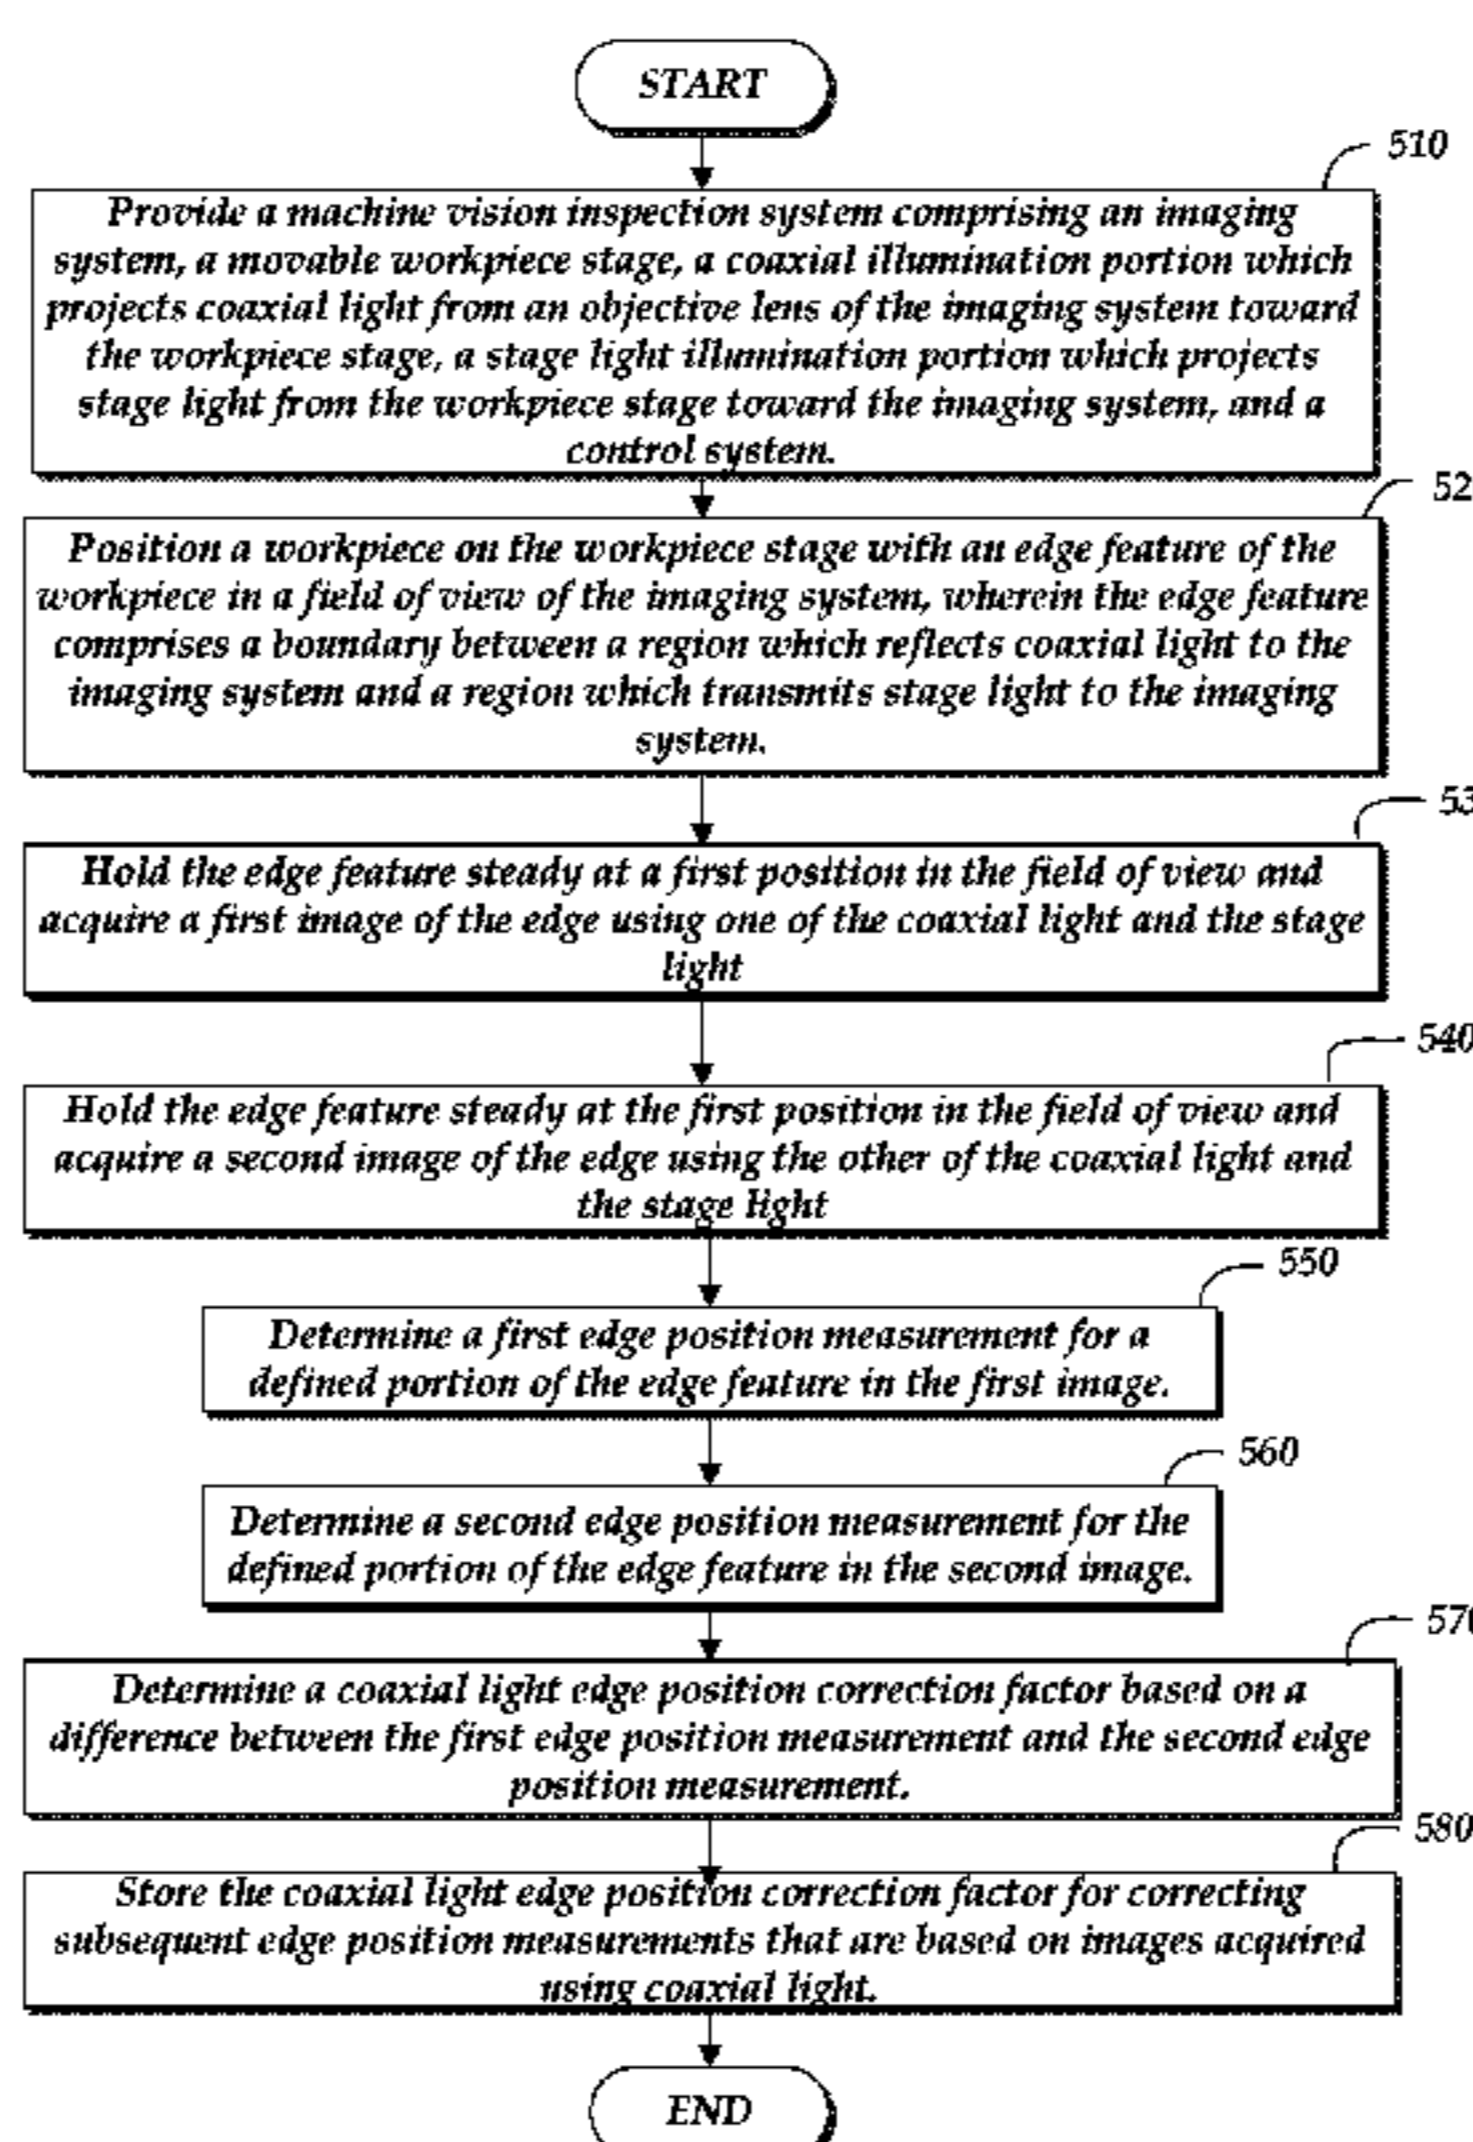 START
510
Provide a machine vision inspection system comprising an imaging
system, a movable workpiece stage, a coaxial illumination portion which
projects coaxial light from an objective lens of the imaging system toward
the workpiece stage, a stage light illumination portion which projects
stage light from the workpiece stage toward the imaging system, and a
control system.
52
Position a workpiece on the workpiece stage with an edge feature of the
workpiece in a field of view of the imaging system, wherein the edge feature
comprises a boundary between a region which reflects coaxial light to the
imaging system and a region which transmits stage light to the imaging
system.
53
Hold the edge feature steady at a first position in the field of view and
acquire a first image of the edge using one of the coaxial light and the stage
light
540
Hold the edge feature steady at the first position in the field of view and
acquire a second image of the edge using the other of the coaxial light and
the stage light
550
Determine a first edge position measurement for a
defined portion of the edge feature in the first image.
560
Determine a second edge position measurement for the
defined portion of the edge feature in the second image.
570
Determine a coaxial light edge position correction factor based on a
difference between the first edge position measurement and the second edge
position measurement.
580
Store the coaxial light edge position correction factor for correcting
subsequent edge position measurements that are based on images acquired
using coaxial light.
END